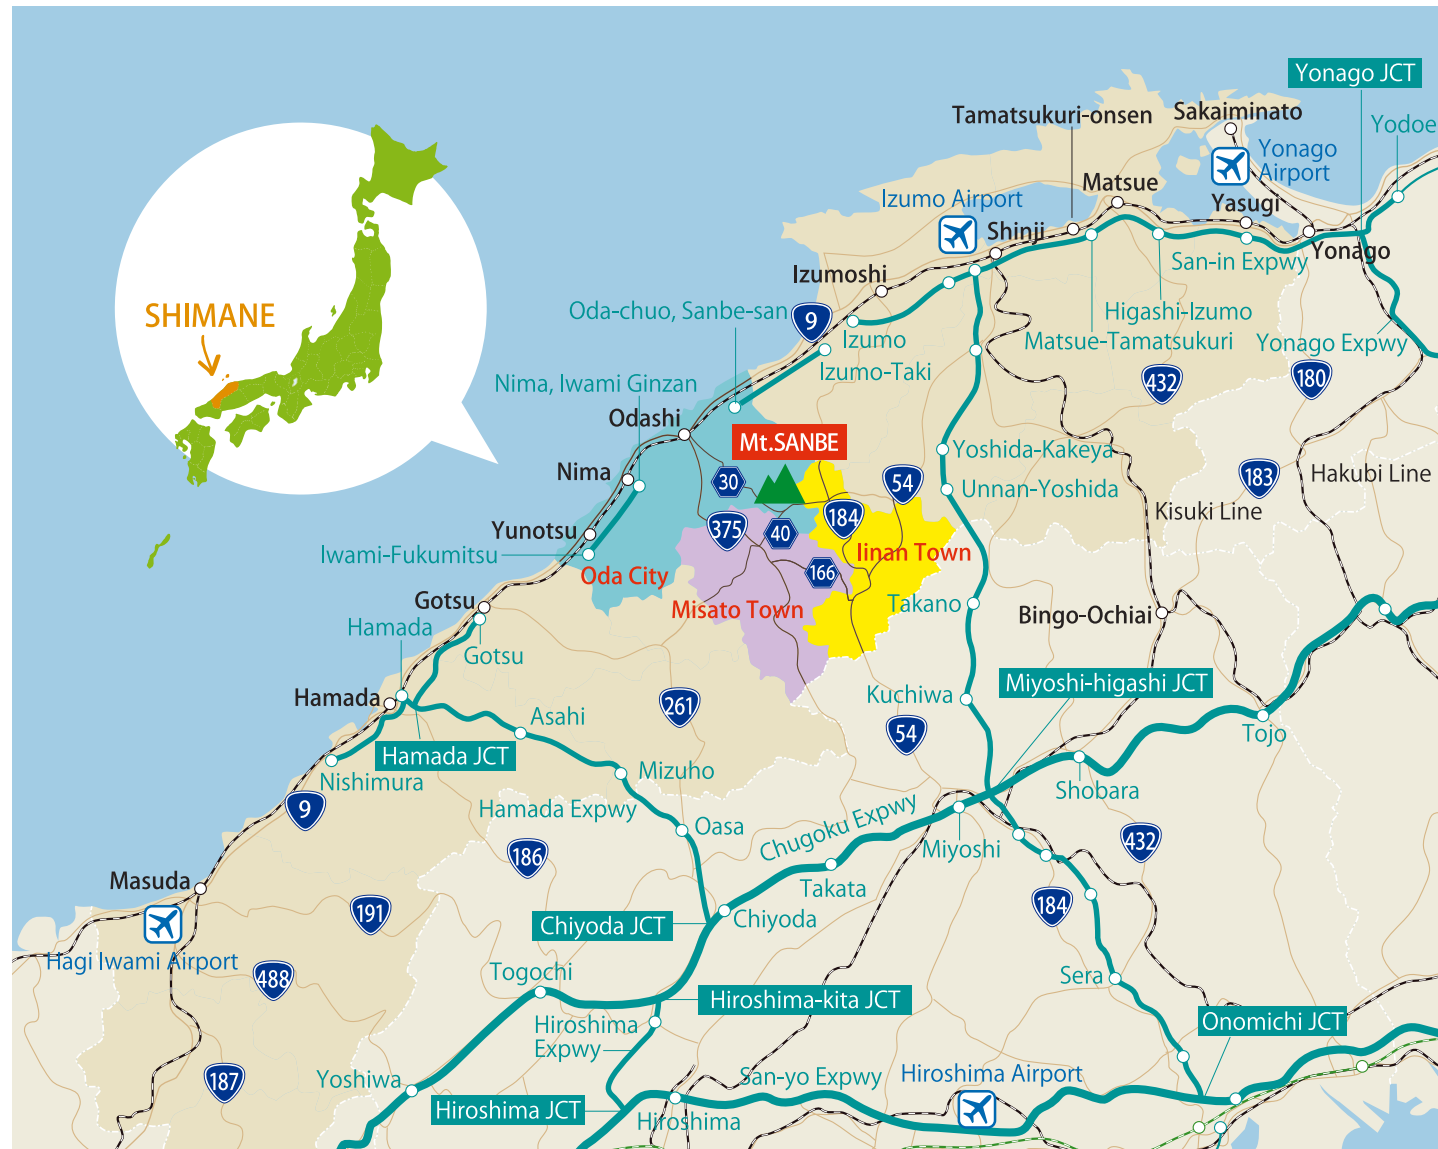 Yonago JCT
Sakaiminato
Tamatsukuri-onsen
Yodoe
Yonago
Airport
Matsue
Izumo Airport
Yasugi
Shinji
Yonago
San-in Expwy
Izumoshi
SHIMANE
Oda-chuo, Sanbe-san
9
Higashi-Izumo
Izumo
Matsue-Tamatsukuri
Yonago Expwy
Izumo-Taki
Nima, Iwami Ginzan
432
180
Odashi
Mt.SANBE
Yoshida-Kakeya
Hakubi Line
Nima
30
54
183
Unnan-Yoshida
Kisuki Line
Yunotsu
375
40
184
Iwami-Fukumitsu
Iinan Town
Oda City
166
Gotsu
Misato Town
Takano
Bingo-Ochiai
Hamada
Gotsu
Miyoshi-higashi JCT
Hamada
261
Kuchiwa
Asahi
54
Tojo
Hamada JCT
Nishimura
Mizuho
Shobara
9
Hamada Expwy
Oasa
Chugoku Expwy
Miyoshi
432
186
Masuda
Takata
191
Chiyoda JCT
Chiyoda
184
Hagi Iwami Airport
488
Togochi
Sera
Hiroshima-kita JCT
Hiroshima
Expwy
Onomichi JCT
187
Yoshiwa
San-yo Expwy
Hiroshima Airport
Hiroshima JCT
Hiroshima